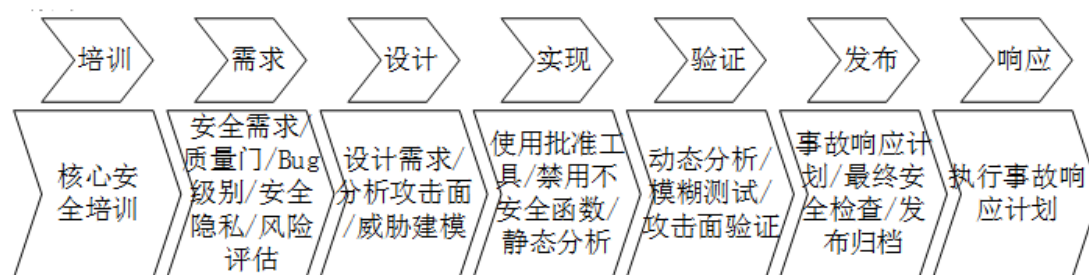 培训
需求
设计
实现
验证
发布
响应
核心安
全培训
安全需求/
质量门/Bug
级别/安全
隐私/风险
评估
设计需求/
分析攻击面
/威胁建模
使用批准工
具/禁用不
安全函数/
静态分析
动态分析/
模糊测试/
攻击面验证
事故响应计
划/最终安
全检查/发
布归档
执行事故响
应计划